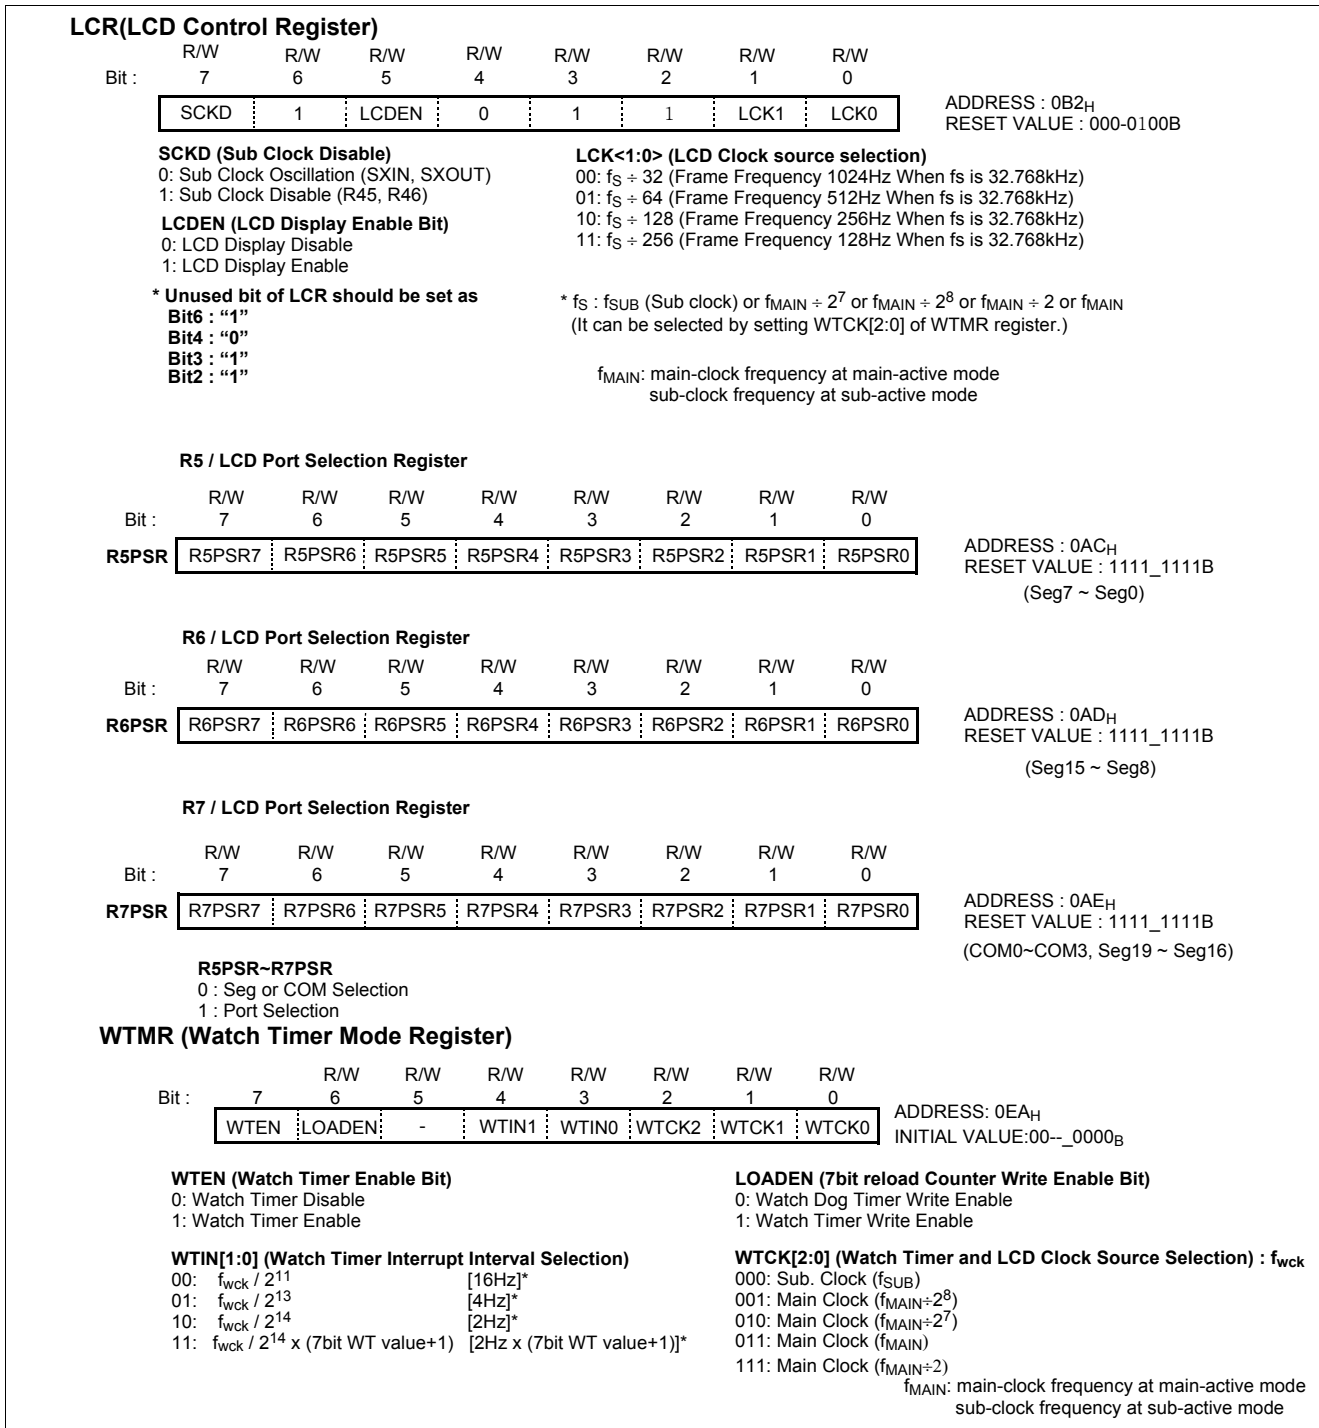 LCR(LCD Control Register)
R/W R/W R/W R/W R/W R/W R/W R/W
Bit : 7 6 5 4 3 2 1 0
SCKD 1 LCDEN 0 1 1 LCK1 LCK0
ADDRESS : 0B2H
RESET VALUE : 000-0100B
SCKD (Sub Clock Disable)
0: Sub Clock Oscillation (SXIN, SXOUT)
1: Sub Clock Disable (R45, R46)
LCDEN (LCD Display Enable Bit)
0: LCD Display Disable
1: LCD Display Enable
* Unused bit of LCR should be set as
Bit6 : “1”
Bit4 : “0”
Bit3 : “1”
Bit2 : “1”
LCK<1:0> (LCD Clock source selection)
00: fS ÷ 32 (Frame Frequency 1024Hz When fs is 32.768kHz)
01: fS ÷ 64 (Frame Frequency 512Hz When fs is 32.768kHz)
10: fS ÷ 128 (Frame Frequency 256Hz When fs is 32.768kHz)
11: fS ÷ 256 (Frame Frequency 128Hz When fs is 32.768kHz)
* fS : fSUB (Sub clock) or fMAIN ÷ 2^7 or fMAIN ÷ 2^8 or fMAIN ÷ 2 or fMAIN
(It can be selected by setting WTCK[2:0] of WTMR register.)
fMAIN: main-clock frequency at main-active mode
sub-clock frequency at sub-active mode
R5 / LCD Port Selection Register
R/W R/W R/W R/W R/W R/W R/W R/W
Bit : 7 6 5 4 3 2 1 0
R5PSR R5PSR7 R5PSR6 R5PSR5 R5PSR4 R5PSR3 R5PSR2 R5PSR1 R5PSR0
ADDRESS : 0ACH
RESET VALUE : 1111_1111B
(Seg7 ~ Seg0)
R6 / LCD Port Selection Register
R/W R/W R/W R/W R/W R/W R/W R/W
Bit : 7 6 5 4 3 2 1 0
R6PSR R6PSR7 R6PSR6 R6PSR5 R6PSR4 R6PSR3 R6PSR2 R6PSR1 R6PSR0
ADDRESS : 0ADH
RESET VALUE : 1111_1111B
(Seg15 ~ Seg8)
R7 / LCD Port Selection Register
R/W R/W R/W R/W R/W R/W R/W R/W
Bit : 7 6 5 4 3 2 1 0
R7PSR R7PSR7 R7PSR6 R7PSR5 R7PSR4 R7PSR3 R7PSR2 R7PSR1 R7PSR0
ADDRESS : 0AEH
RESET VALUE : 1111_1111B
(COM0~COM3, Seg19 ~ Seg16)
R5PSR~R7PSR
0 : Seg or COM Selection
1 : Port Selection
WTMR (Watch Timer Mode Register)
R/W R/W R/W R/W R/W R/W R/W
Bit : 7 6 5 4 3 2 1 0
WTEN LOADEN - WTIN1 WTIN0 WTCK2 WTCK1 WTCK0
ADDRESS: 0EAH
INITIAL VALUE:00--_0000B
WTEN (Watch Timer Enable Bit)
0: Watch Timer Disable
1: Watch Timer Enable
LOADEN (7bit reload Counter Write Enable Bit)
0: Watch Dog Timer Write Enable
1: Watch Timer Write Enable
WTIN[1:0] (Watch Timer Interrupt Interval Selection)
00: fwck / 2^11 [16Hz]*
01: fwck / 2^13 [4Hz]*
10: fwck / 2^14 [2Hz]*
11: fwck / 2^14 x (7bit WT value+1) [2Hz x (7bit WT value+1)]*
WTCK[2:0] (Watch Timer and LCD Clock Source Selection) : fwck
000: Sub. Clock (fSUB)
001: Main Clock (fMAIN÷2^8)
010: Main Clock (fMAIN÷2^7)
011: Main Clock (fMAIN)
111: Main Clock (fMAIN÷2)
fMAIN: main-clock frequency at main-active mode
sub-clock frequency at sub-active mode